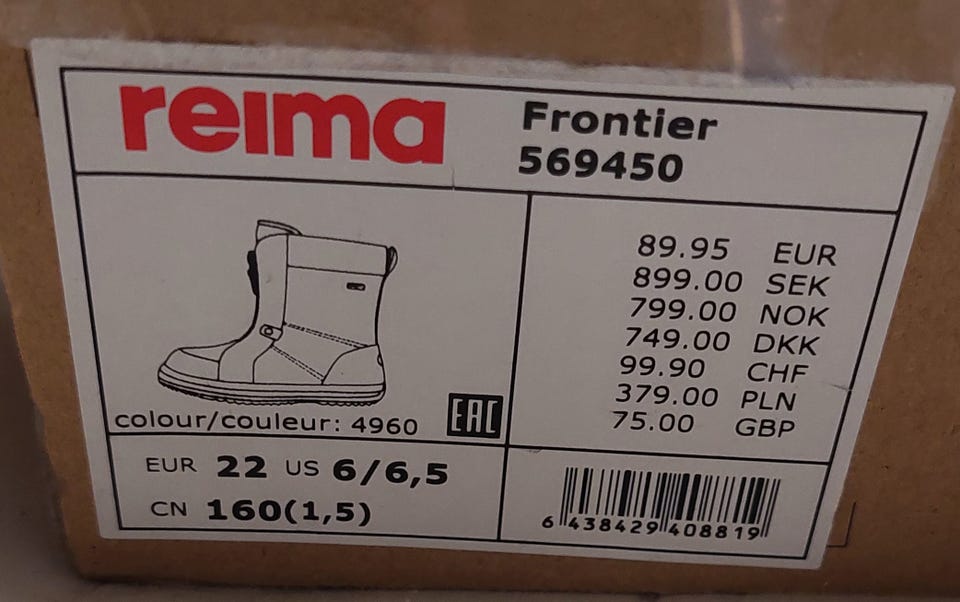 reima
Frontier
569450
89.95 EUR
899.00 SEK
799.00 NOK
749.00 DKK
99.90 CHF
379.00 PLN
75.00 GBP
colour/couleur: 4960
EAC
EUR 22 US 6/6,5
CN 160(1,5)
6 438429 408819